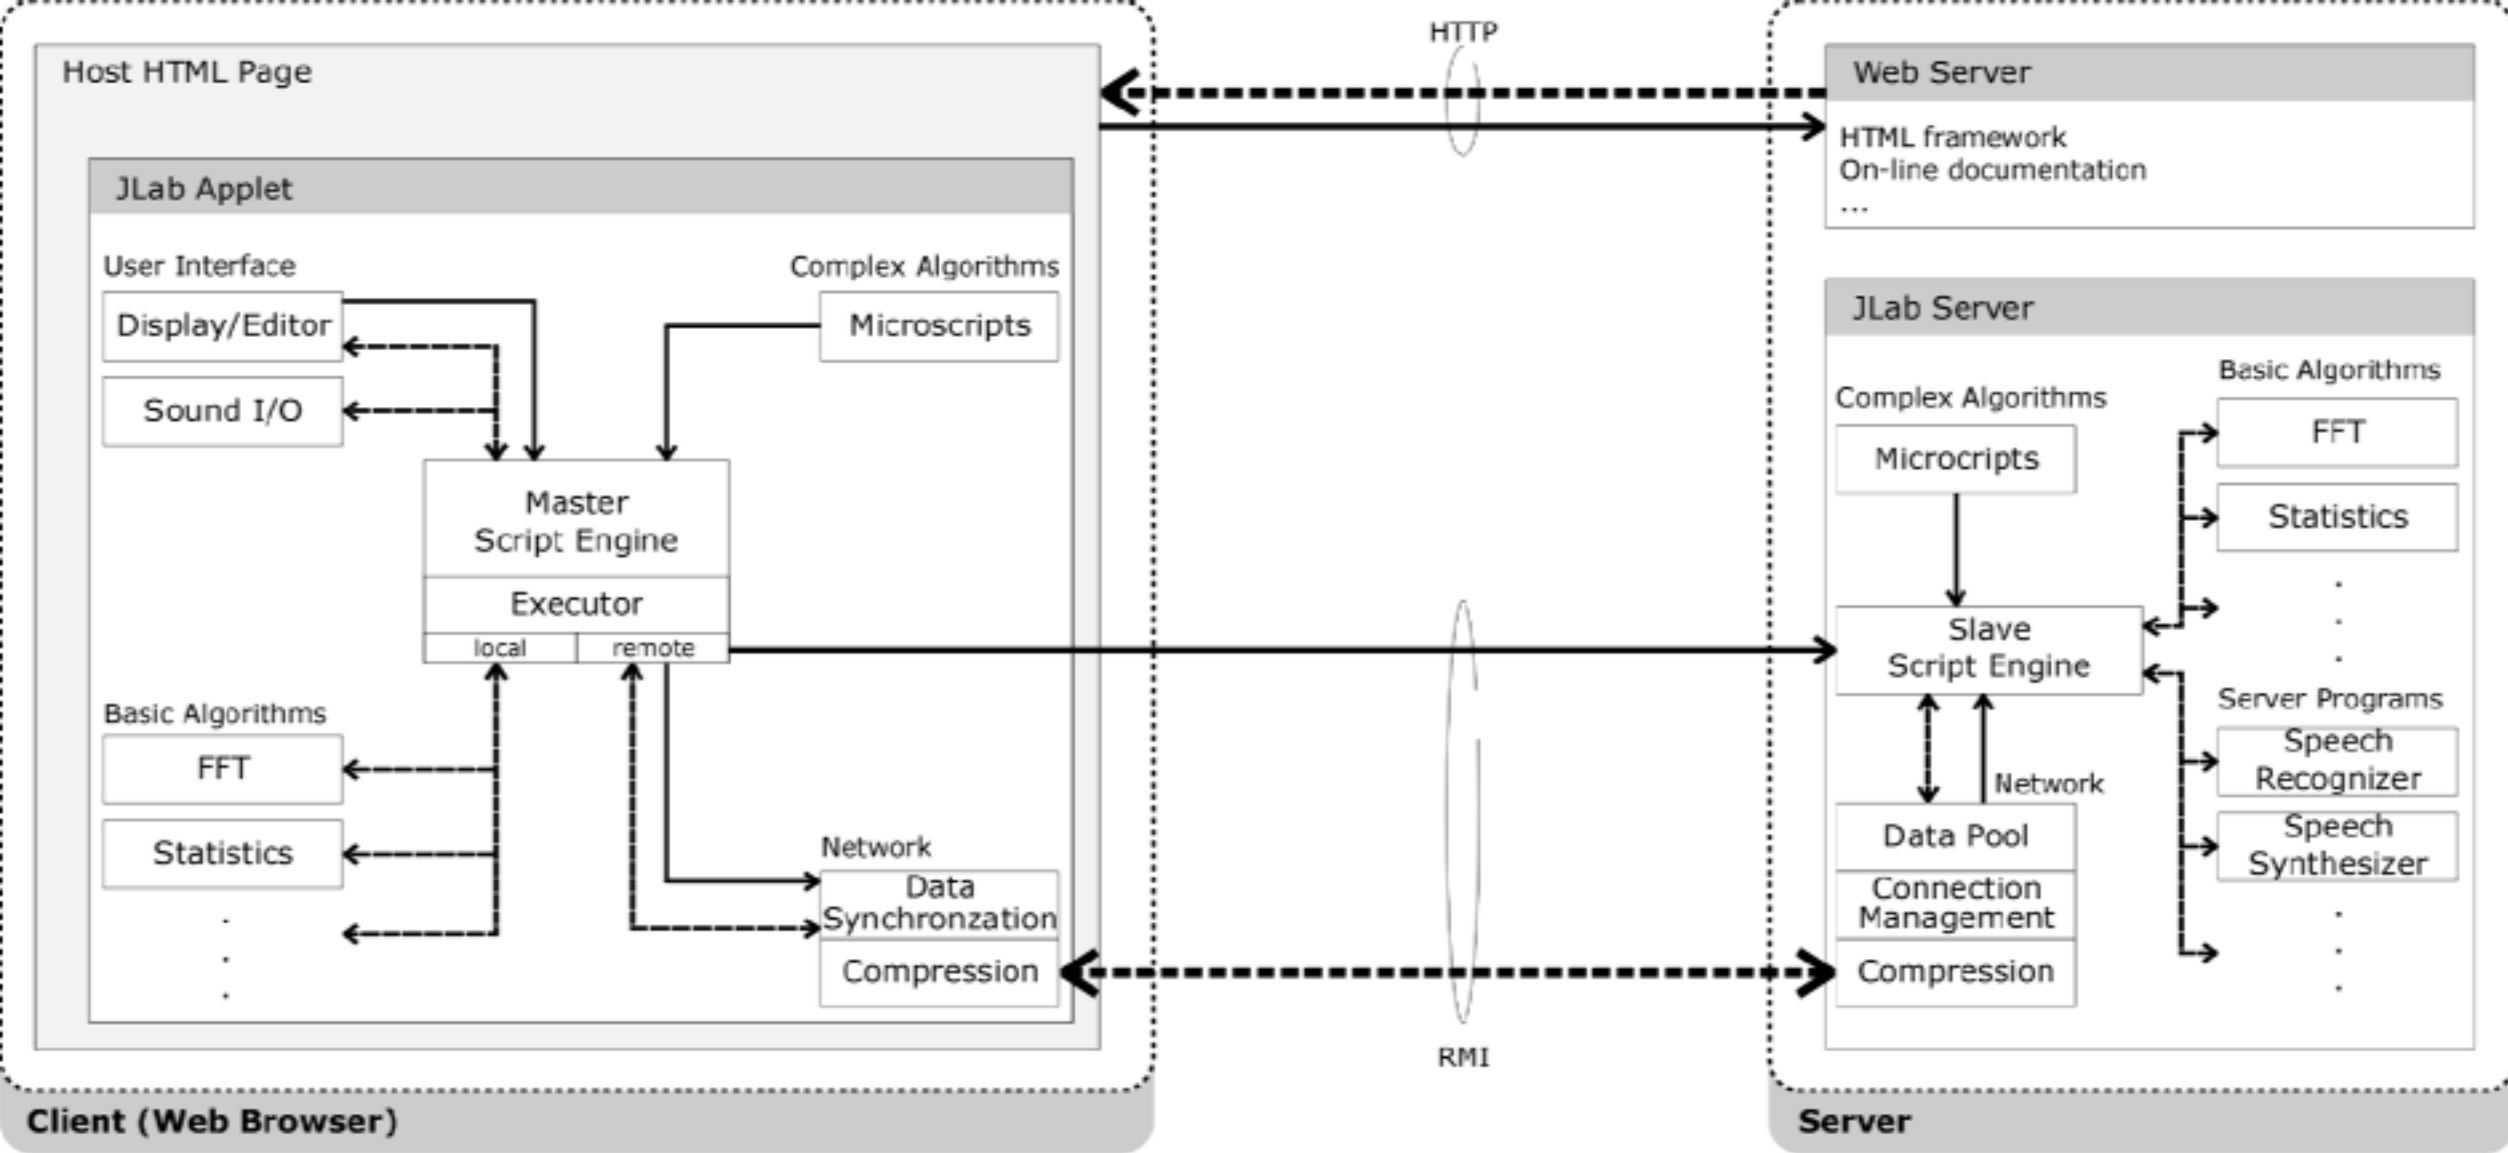 HTTP
Host HTML Page
JLab Applet
User Interface
Display/Editor
Sound I/O
Complex Algorithms
Microscripts
Master
Script Engine
Executor
local
remote
Basic Algorithms
FFT
Statistics
.
.
.
Network
Data
Synchronzation
Compression
Client (Web Browser)
RMI
Web Server
HTML framework
On-line documentation
...
JLab Server
Complex Algorithms
Microcripts
Slave
Script Engine
Network
Data Pool
Connection
Management
Compression
Basic Algorithms
FFT
Statistics
.
.
.
Server Programs
Speech
Recognizer
Speech
Synthesizer
.
.
.
Server